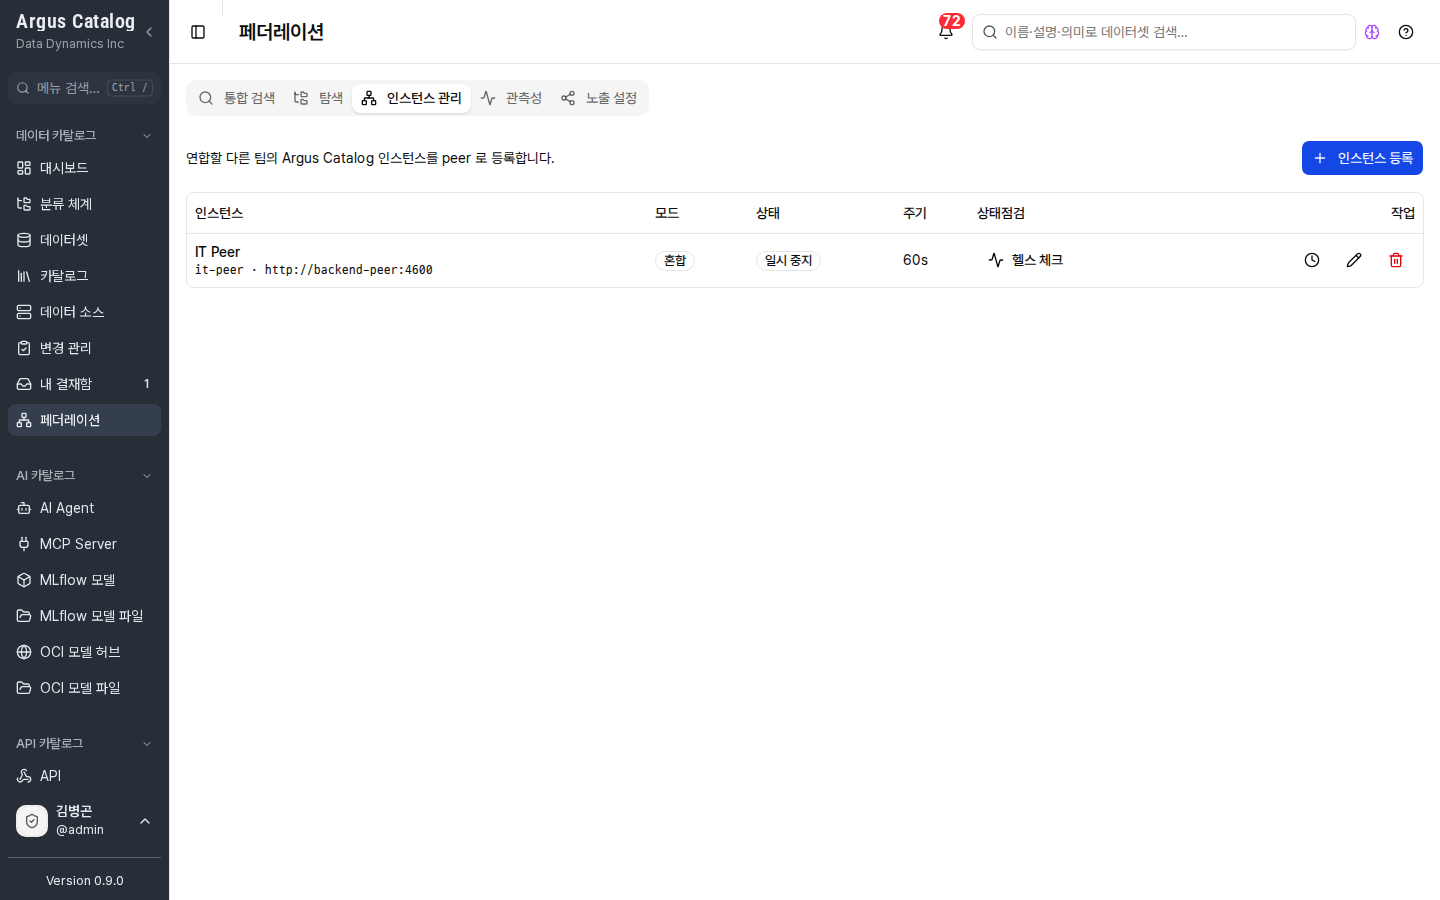 Argus Catalog
Data Dynamics Inc
메뉴 검색... Ctrl /
데이터 카탈로그
대시보드
분류 체계
데이터셋
카탈로그
데이터 소스
변경 관리
내 결재함 1
페더레이션
AI 카탈로그
AI Agent
MCP Server
MLflow 모델
MLflow 모델 파일
OCI 모델 허브
OCI 모델 파일
API 카탈로그
API
김병곤
@admin
Version 0.9.0
페더레이션
72
이름·설명·의미로 데이터셋 검색...
통합 검색 탐색 인스턴스 관리 관측성 노출 설정
연합할 다른 팀의 Argus Catalog 인스턴스를 peer 로 등록합니다.
인스턴스 등록
인스턴스 모드 상태 주기 상태점검 작업
IT Peer
it-peer · http://backend-peer:4600
혼합 일시 중지 60s 헬스 체크